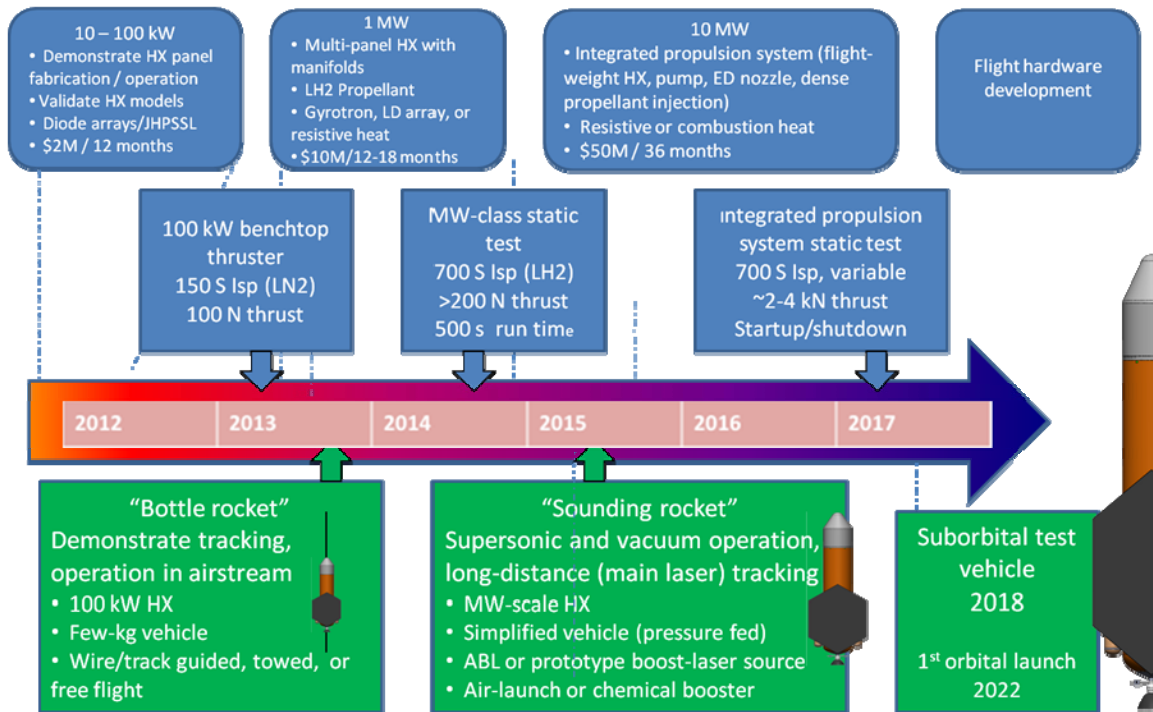 10 – 100 kW
• Demonstrate HX panel
fabrication / operation
• Validate HX models
• Diode arrays/JHPSSL
• $2M / 12 months
1 MW
• Multi-panel HX with
manifolds
• LH2 Propellant
• Gyrotron, LD array, or
resistive heat
• $10M/12-18 months
10 MW
• Integrated propulsion system (flight-
weight HX, pump, ED nozzle, dense
propellant injection)
• Resistive or combustion heat
• $50M / 36 months
Flight hardware
development
100 kW benchtop
thruster
150 S Isp (LN2)
100 N thrust
MW-class static
test
700 S Isp (LH2)
>200 N thrust
500 s run time
Integrated propulsion
system static test
700 S Isp, variable
~2-4 kN thrust
Startup/shutdown
2012 2013 2014 2015 2016 2017
“Bottle rocket”
Demonstrate tracking,
operation in airstream
• 100 kW HX
• Few-kg vehicle
• Wire/track guided, towed, or
free flight
“Sounding rocket”
Supersonic and vacuum operation,
long-distance (main laser) tracking
• MW-scale HX
• Simplified vehicle (pressure fed)
• ABL or prototype boost-laser source
• Air-launch or chemical booster
Suborbital test
vehicle
2018
1st orbital launch
2022